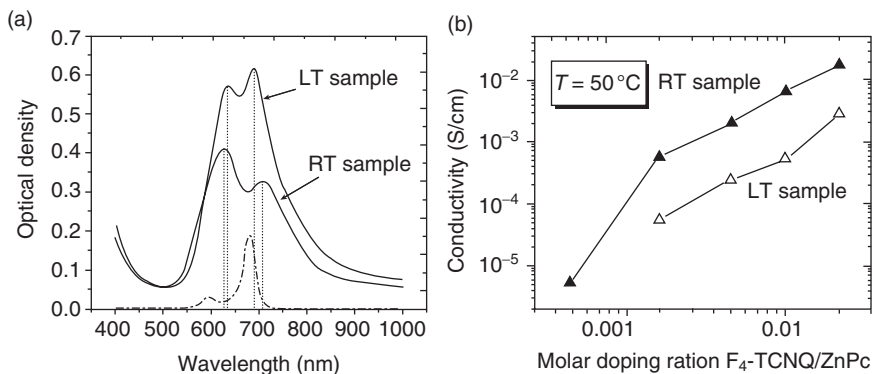 (a)
0.7
0.6
0.5
0.4
0.3
0.2
0.1
0.0
Optical density
LT sample
RT sample
400 500 600 700 800 900 1000
Wavelength (nm)
(b)
10⁻²
10⁻³
10⁻⁴
10⁻⁵
Conductivity (S/cm)
T = 50 °C
RT sample
LT sample
0.001 0.01
Molar doping ration F₄-TCNQ/ZnPc